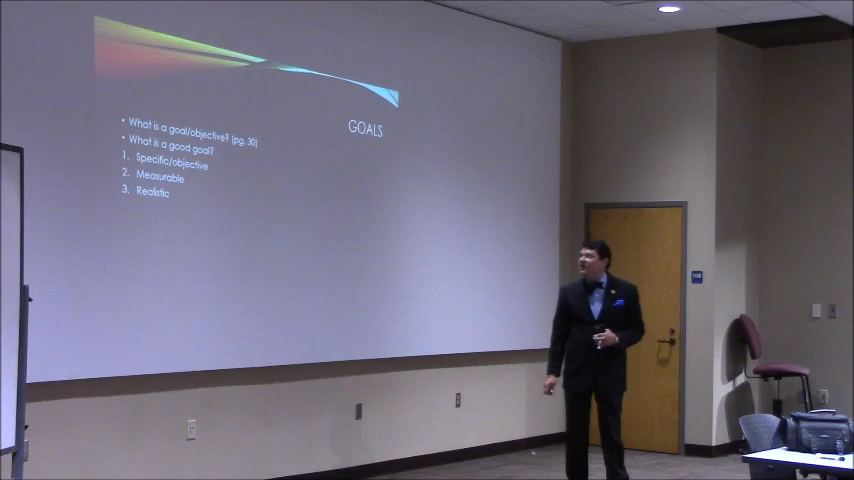 GOALS
• What is a goal/objective? (pg. 30)
• What is a good goal?
1. Specific/objective
2. Measurable
3. Realistic